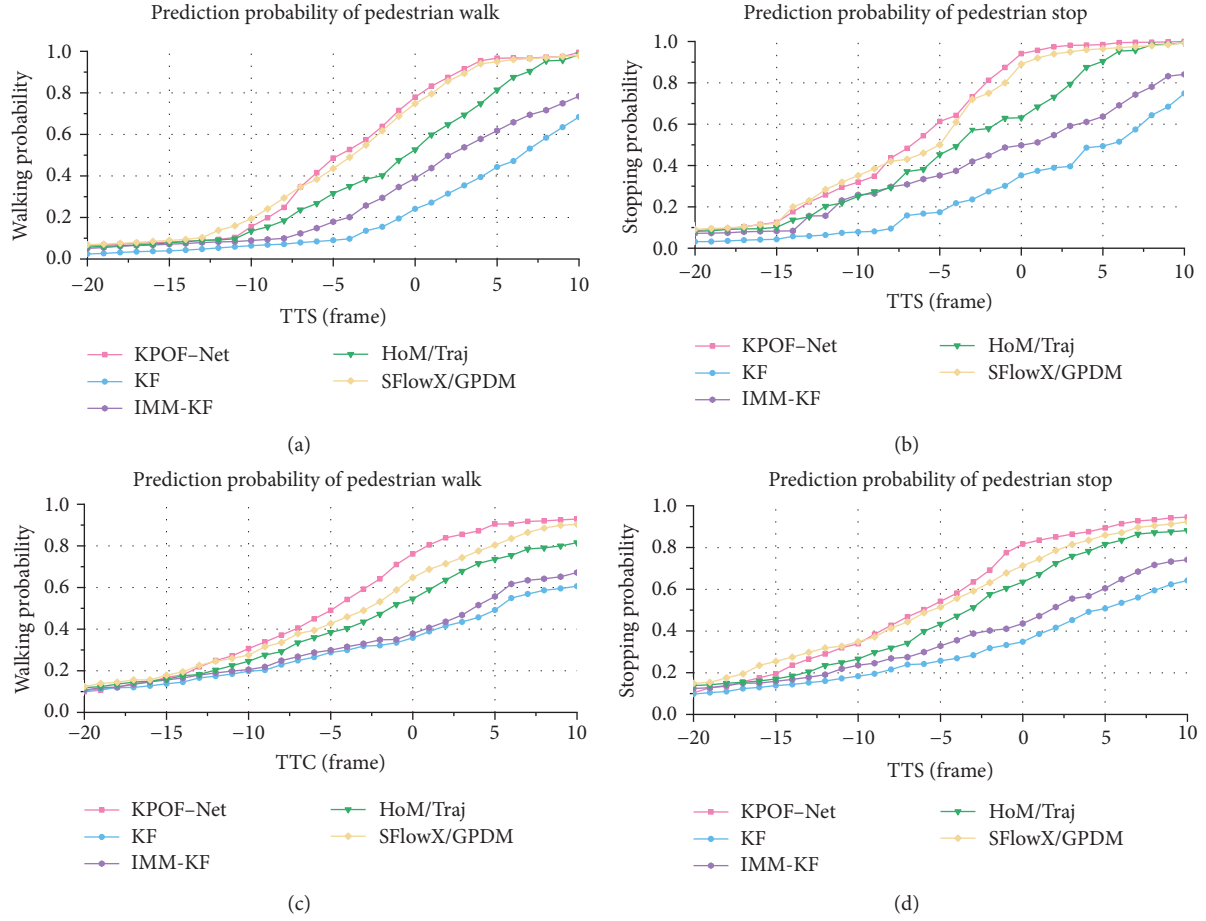 Prediction probability of pedestrian walk
1.0
0.8
0.6
0.4
0.2
0.0
Walking probability
−20 −15 −10 −5 0 5 10
TTS (frame)
KPOF–Net
KF
IMM-KF
HoM/Traj
SFlowX/GPDM
(a)
Prediction probability of pedestrian stop
1.0
0.8
0.6
0.4
0.2
0.0
Stopping probability
−20 −15 −10 −5 0 5 10
TTS (frame)
KPOF–Net
KF
IMM-KF
HoM/Traj
SFlowX/GPDM
(b)
Prediction probability of pedestrian walk
1.0
0.8
0.6
0.4
0.2
0.0
Walking probability
−20 −15 −10 −5 0 5 10
TTC (frame)
KPOF–Net
KF
IMM-KF
HoM/Traj
SFlowX/GPDM
(c)
Prediction probability of pedestrian stop
1.0
0.8
0.6
0.4
0.2
0.0
Stopping probability
−20 −15 −10 −5 0 5 10
TTS (frame)
KPOF–Net
KF
IMM-KF
HoM/Traj
SFlowX/GPDM
(d)